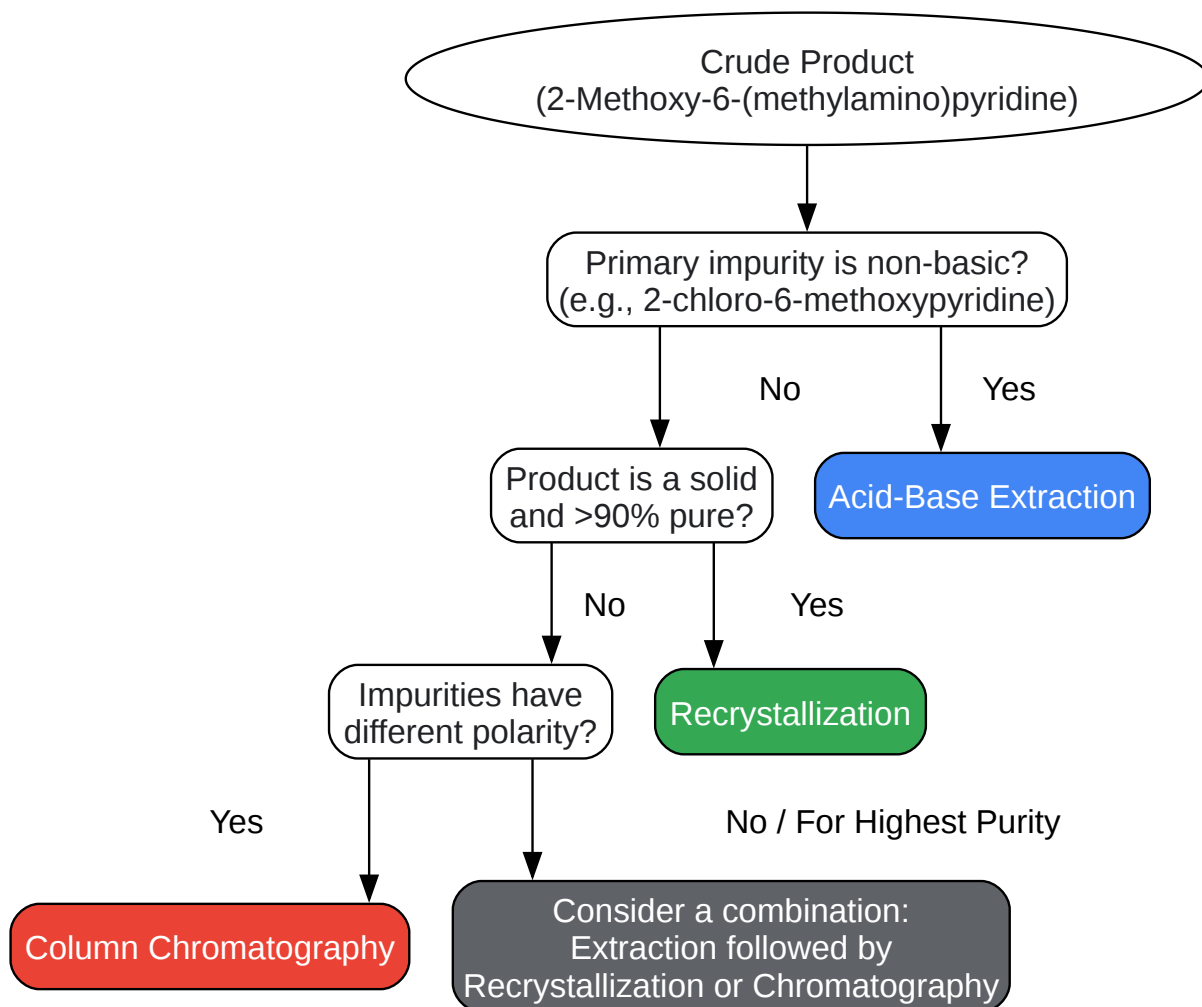 Crude Product
(2-Methoxy-6-(methylamino)pyridine)
Primary impurity is non-basic?
(e.g., 2-chloro-6-methoxypyridine)
No
Yes
Product is a solid
and >90% pure?
Acid-Base Extraction
No
Yes
Impurities have
different polarity?
Recrystallization
Yes
No / For Highest Purity
Column Chromatography
Consider a combination:
Extraction followed by
Recrystallization or Chromatography